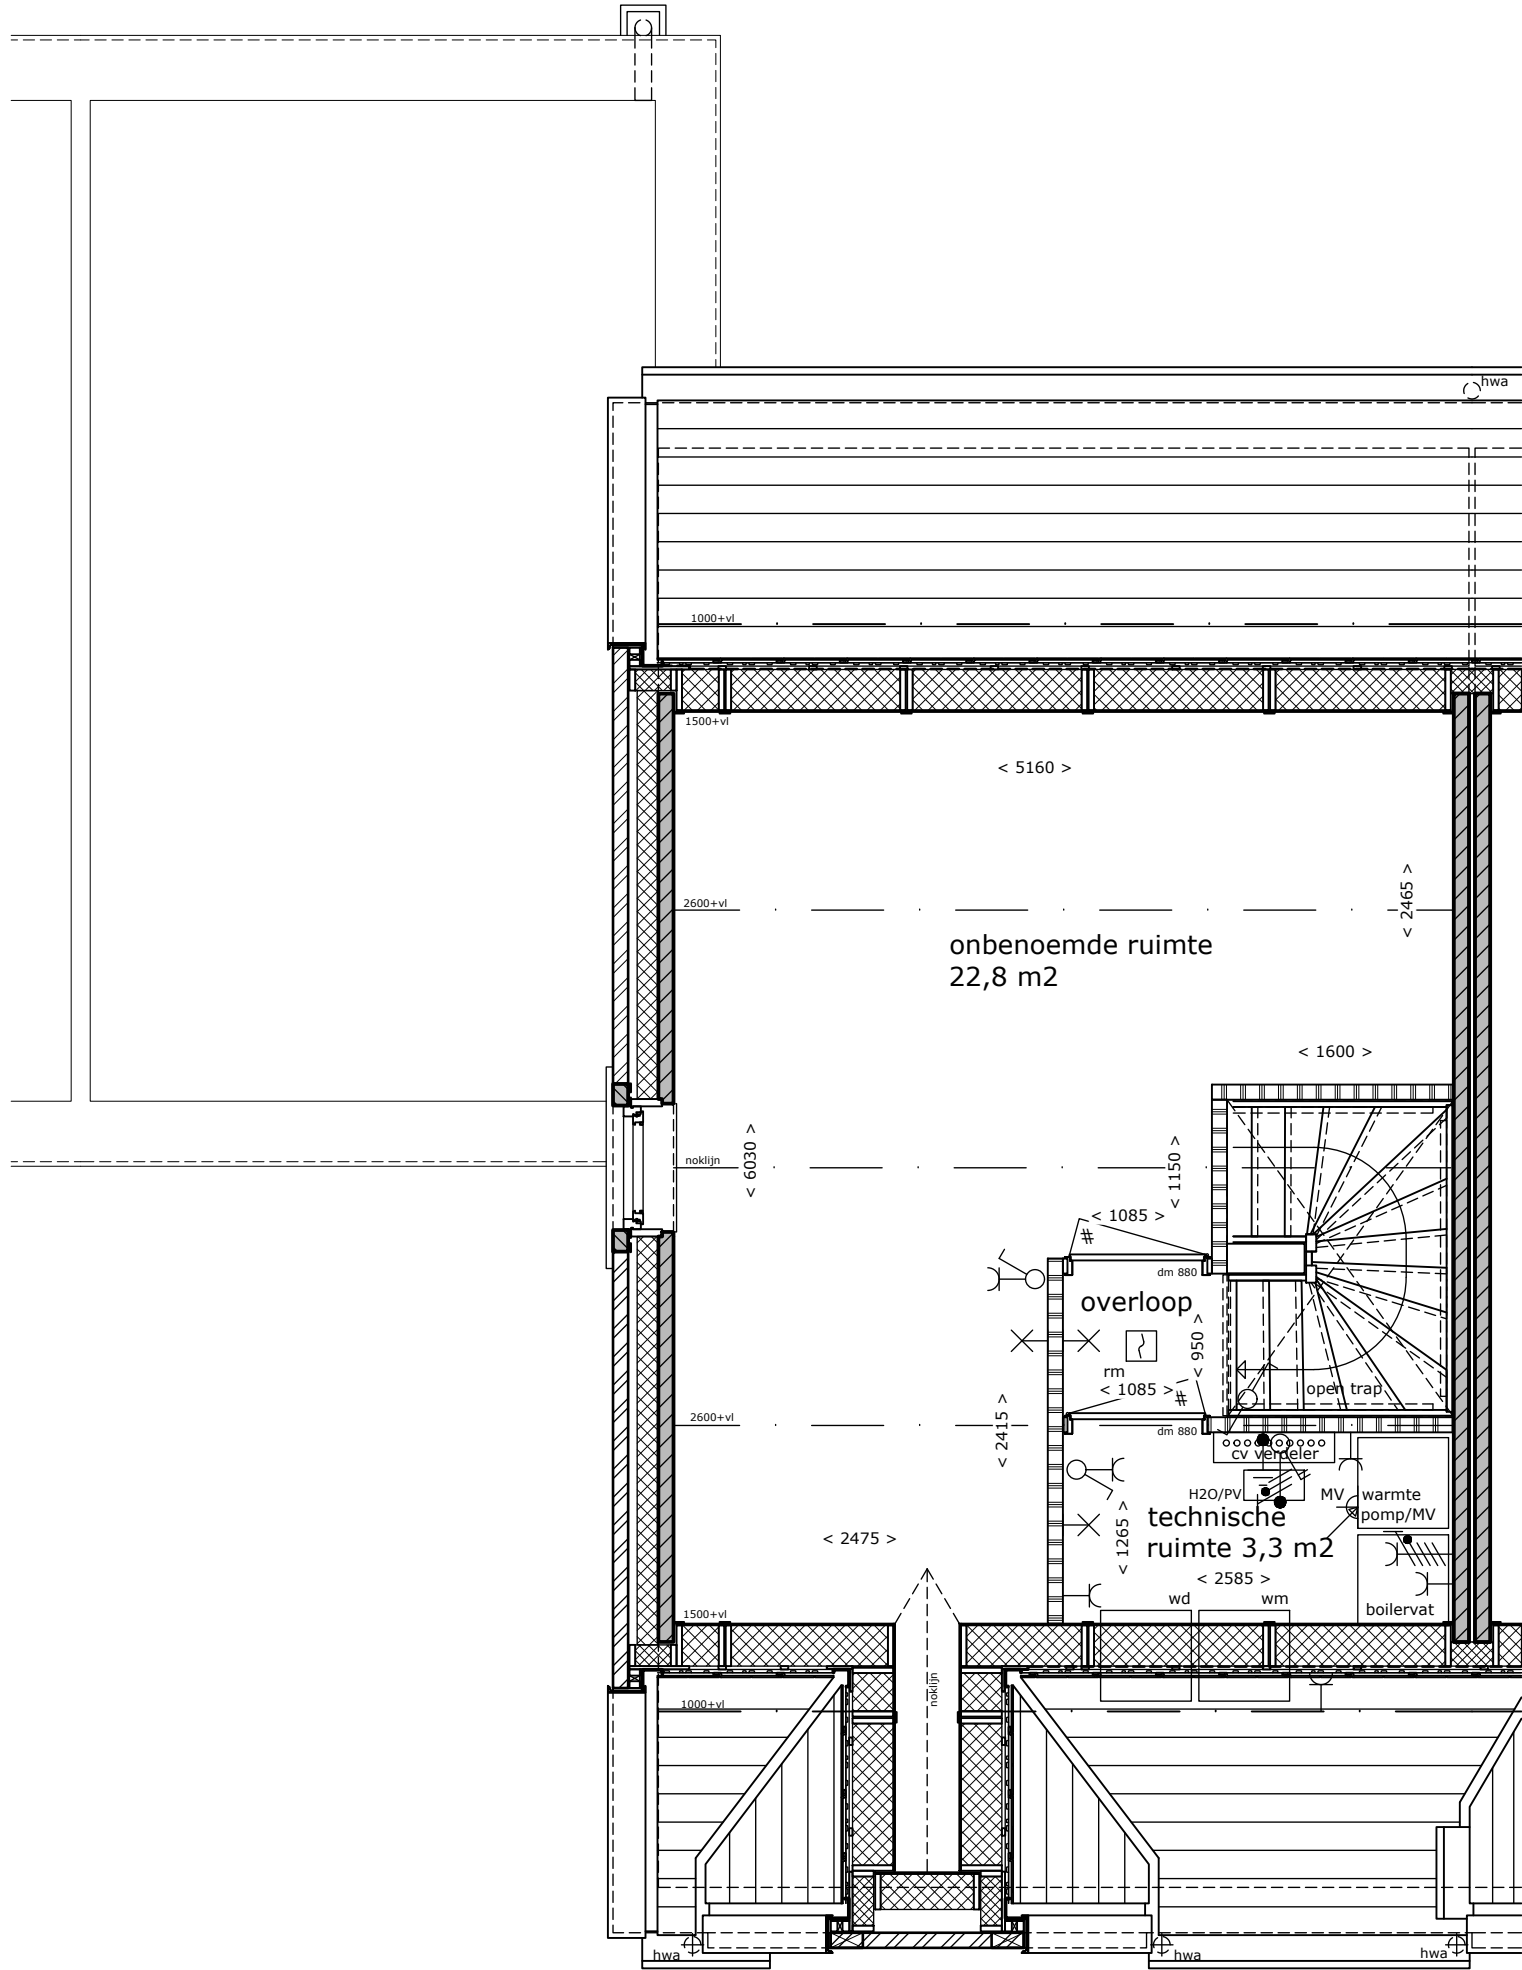 hwa
1000+vl
1500+vl
< 5160 >
< 2465 >
2600+vl
onbenoemde ruimte
22,8 m2
< 1600 >
< 6030 >
noklijn
< 1150 >
< 1085 >
#
dm 880
overloop
< 950 >
rm
< 1085 >
#
open trap
< 2415 >
2600+vl
dm 880
cv verdeler
H2O/PV
MV
warmte
pomp/MV
technische
ruimte 3,3 m2
< 1265 >
< 2475 >
< 2585 >
wd
wm
boilervat
1500+vl
noklijn
1000+vl
hwa
hwa
hwa